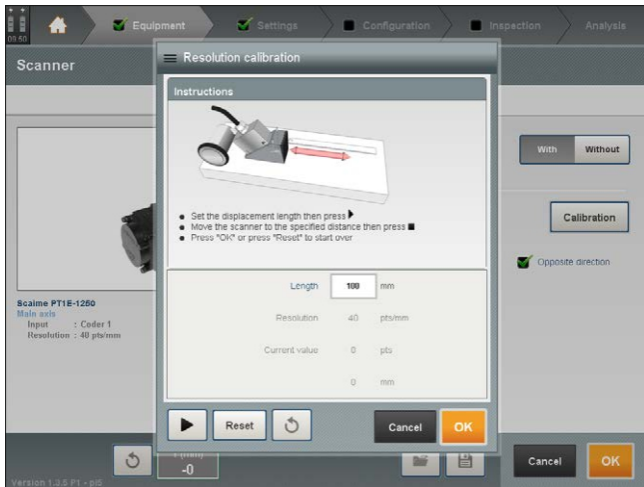 09:50
Equipment
Settings
Configuration
Inspection
Analysis
Scanner
Resolution calibration
Instructions
Set the displacement length then press
Move the scanner to the specified distance then press
Press "OK" or press "Reset" to start over
Length 100 mm
Resolution 40 pts/mm
Current value 0 pts
0 mm
Reset
Cancel
OK
With
Without
Calibration
Opposite direction
Scaime PT1E-1250
Main axis
Input : Coder 1
Resolution : 40 pts/mm
-0
Cancel
OK
Version 1.3.5 P1 - pi5